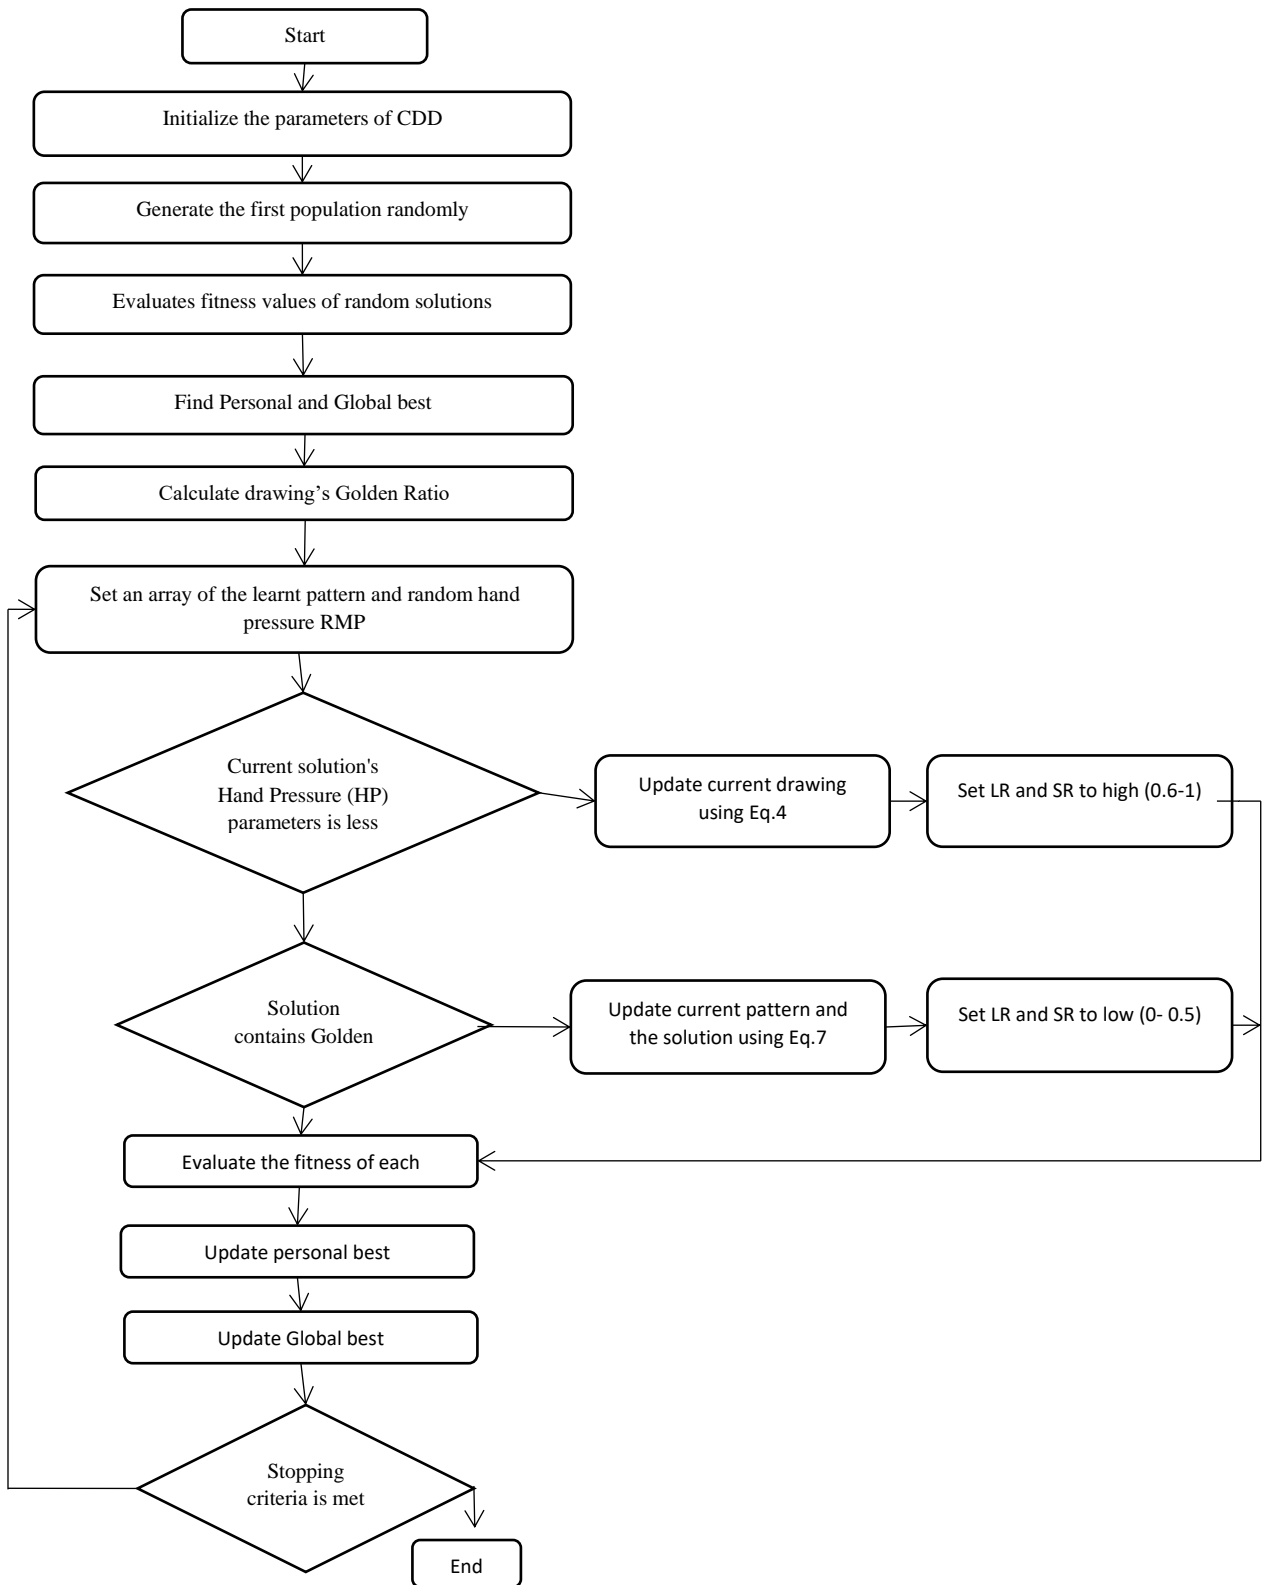 Start
Initialize the parameters of CDD
Generate the first population randomly
Evaluates fitness values of random solutions
Find Personal and Global best
Calculate drawing’s Golden Ratio
Set an array of the learnt pattern and random hand
pressure RMP
Current solution's
Hand Pressure (HP)
parameters is less
Update current drawing
using Eq.4
Set LR and SR to high (0.6-1)
Solution
contains Golden
Update current pattern and
the solution using Eq.7
Set LR and SR to low (0- 0.5)
Evaluate the fitness of each
Update personal best
Update Global best
Stopping
criteria is met
End